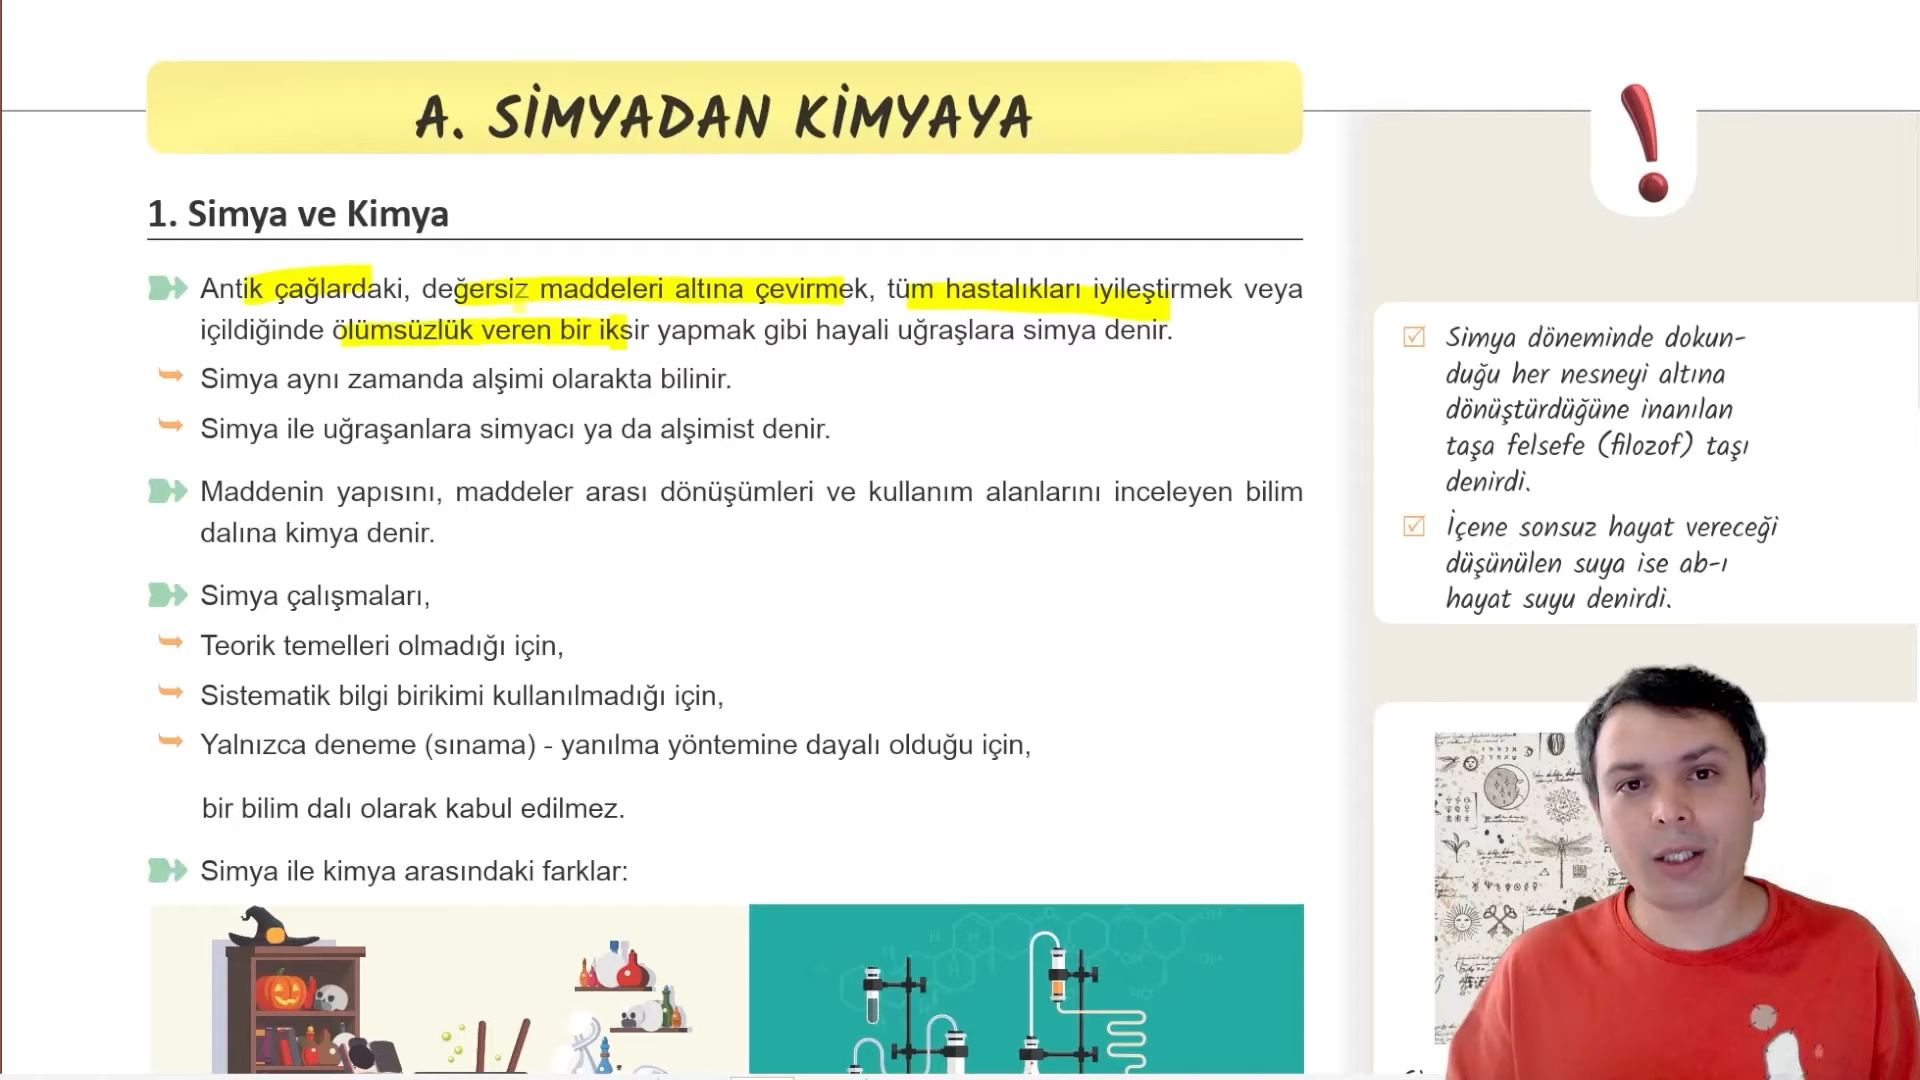 A. SİMYADAN KİMYAYA
1. Simya ve Kimya
Antik çağlardaki, değersiz maddeleri altına çevirmek, tüm hastalıkları iyileştirmek veya
içildiğinde ölümsüzlük veren bir iksir yapmak gibi hayali uğraşlara simya denir.
Simya aynı zamanda alşimi olarakta bilinir.
Simya ile uğraşanlara simyacı ya da alşimist denir.
Maddenin yapısını, maddeler arası dönüşümleri ve kullanım alanlarını inceleyen bilim
dalına kimya denir.
Simya çalışmaları,
Teorik temelleri olmadığı için,
Sistematik bilgi birikimi kullanılmadığı için,
Yalnızca deneme (sınama) - yanılma yöntemine dayalı olduğu için,
bir bilim dalı olarak kabul edilmez.
Simya ile kimya arasındaki farklar:
Simya döneminde dokun-
duğu her nesneyi altına
dönüştürdüğüne inanılan
taşa felsefe (filozof) taşı
denirdi.
İçene sonsuz hayat vereceği
düşünülen suya ise ab-ı
hayat suyu denirdi.